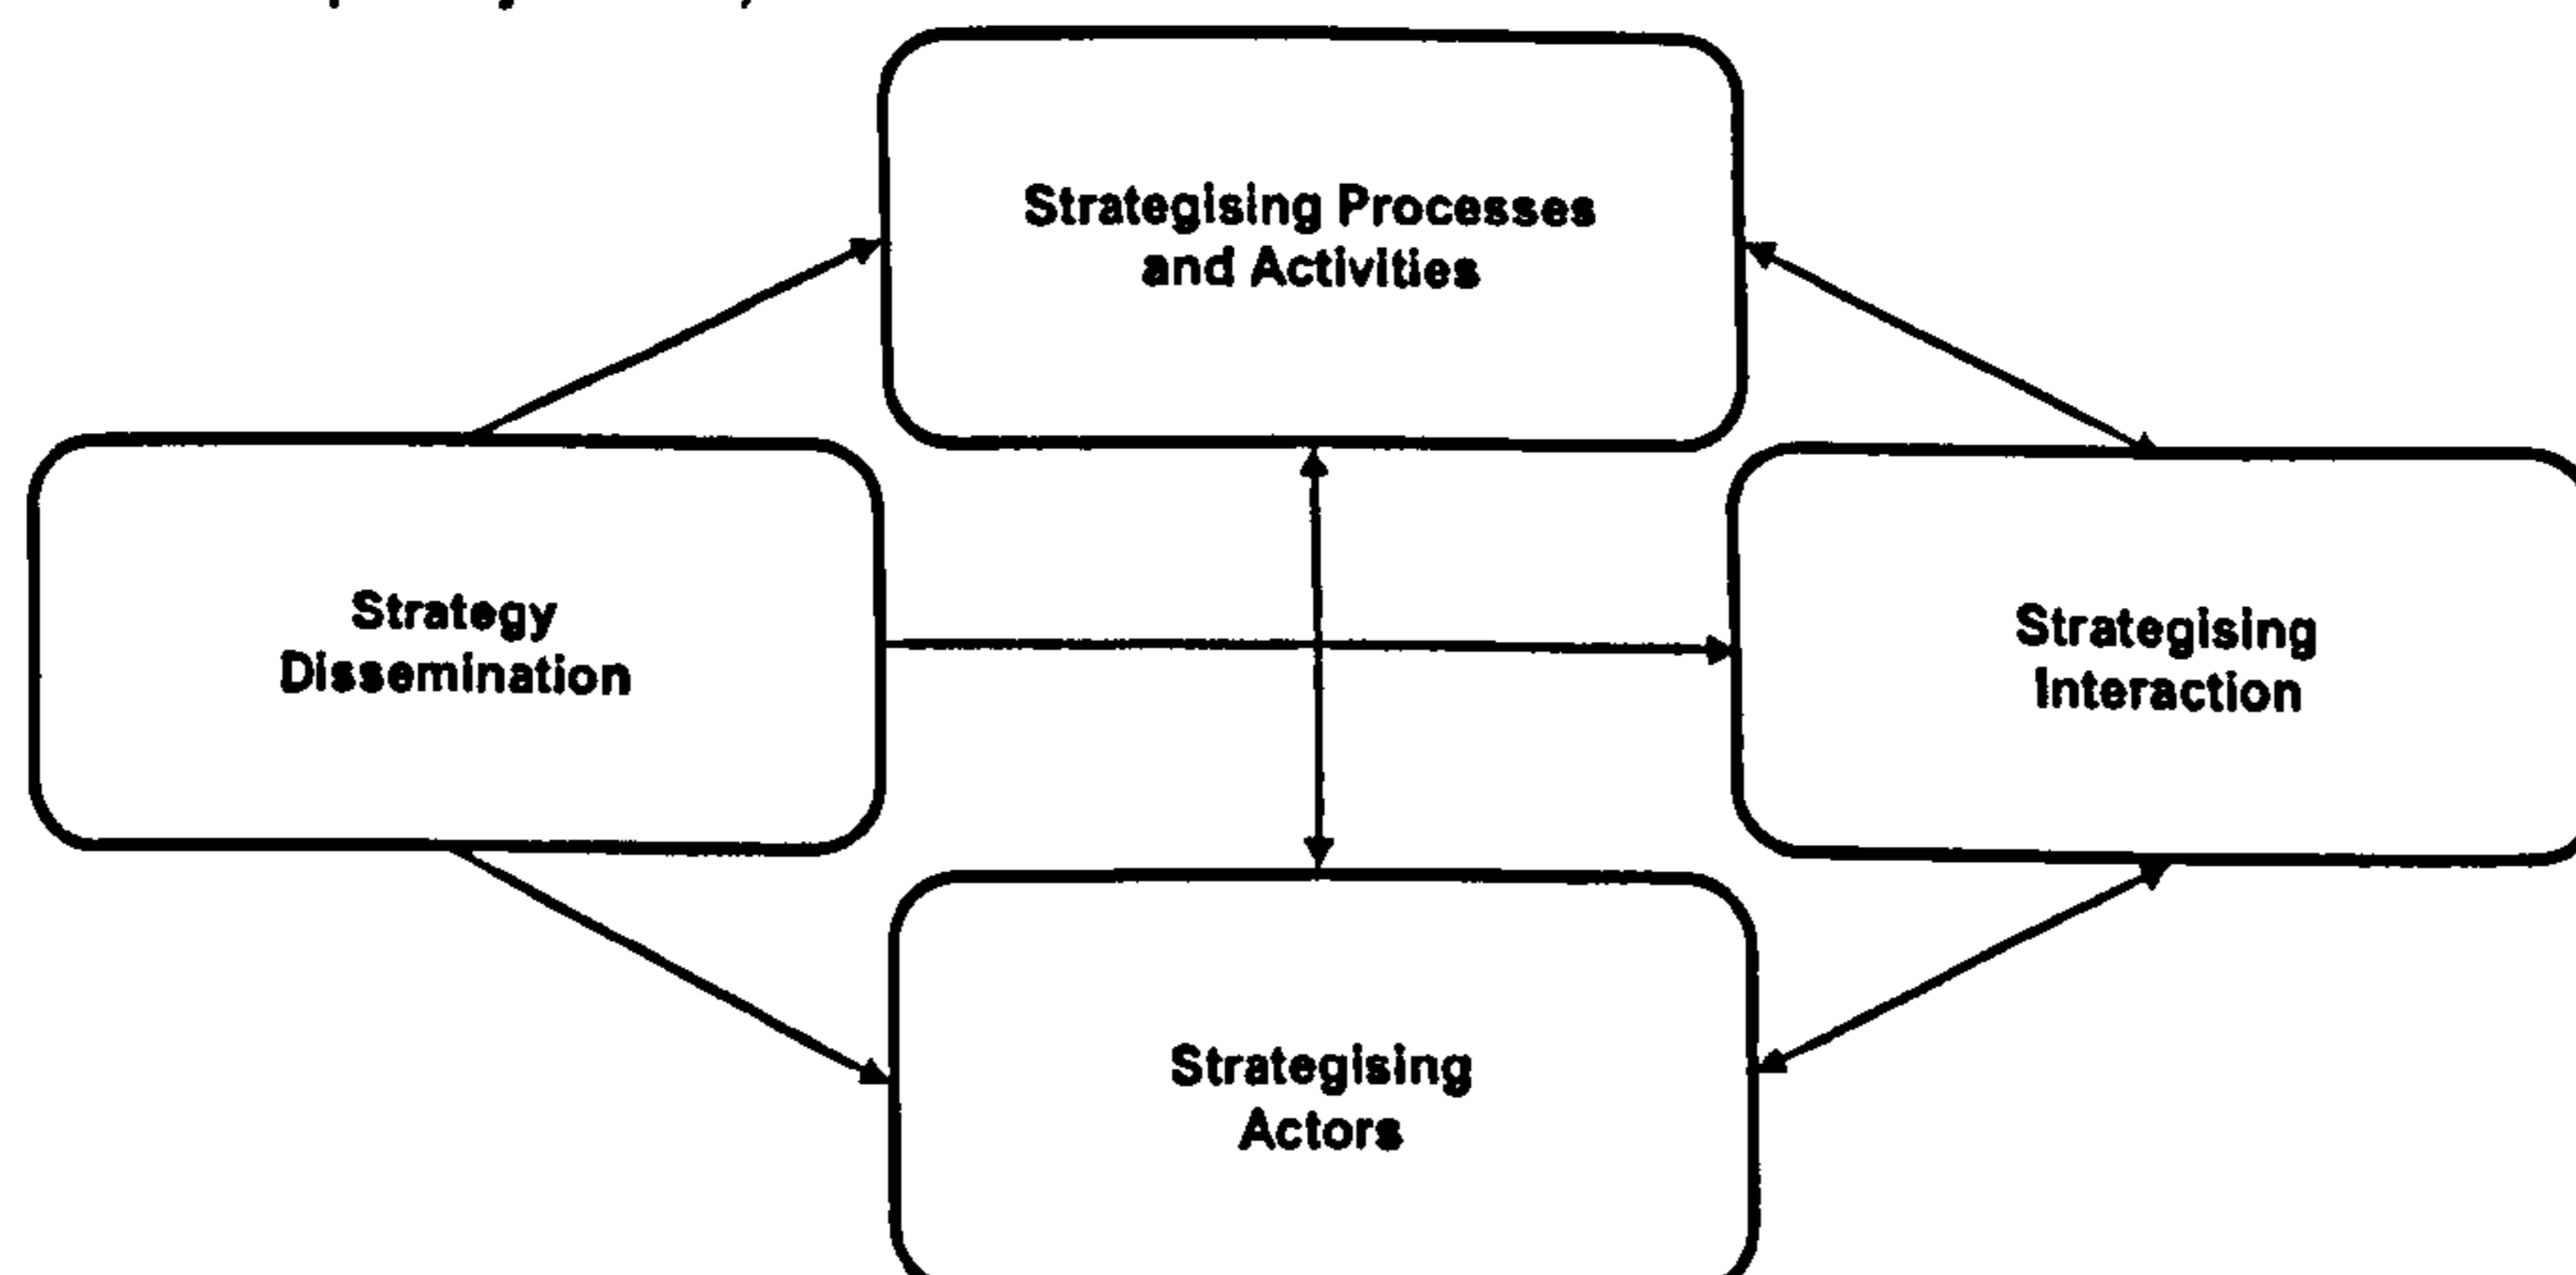 Strategising Processes
and Activities
Strategy
Dissemination
Strategising
Interaction
Strategising
Actors